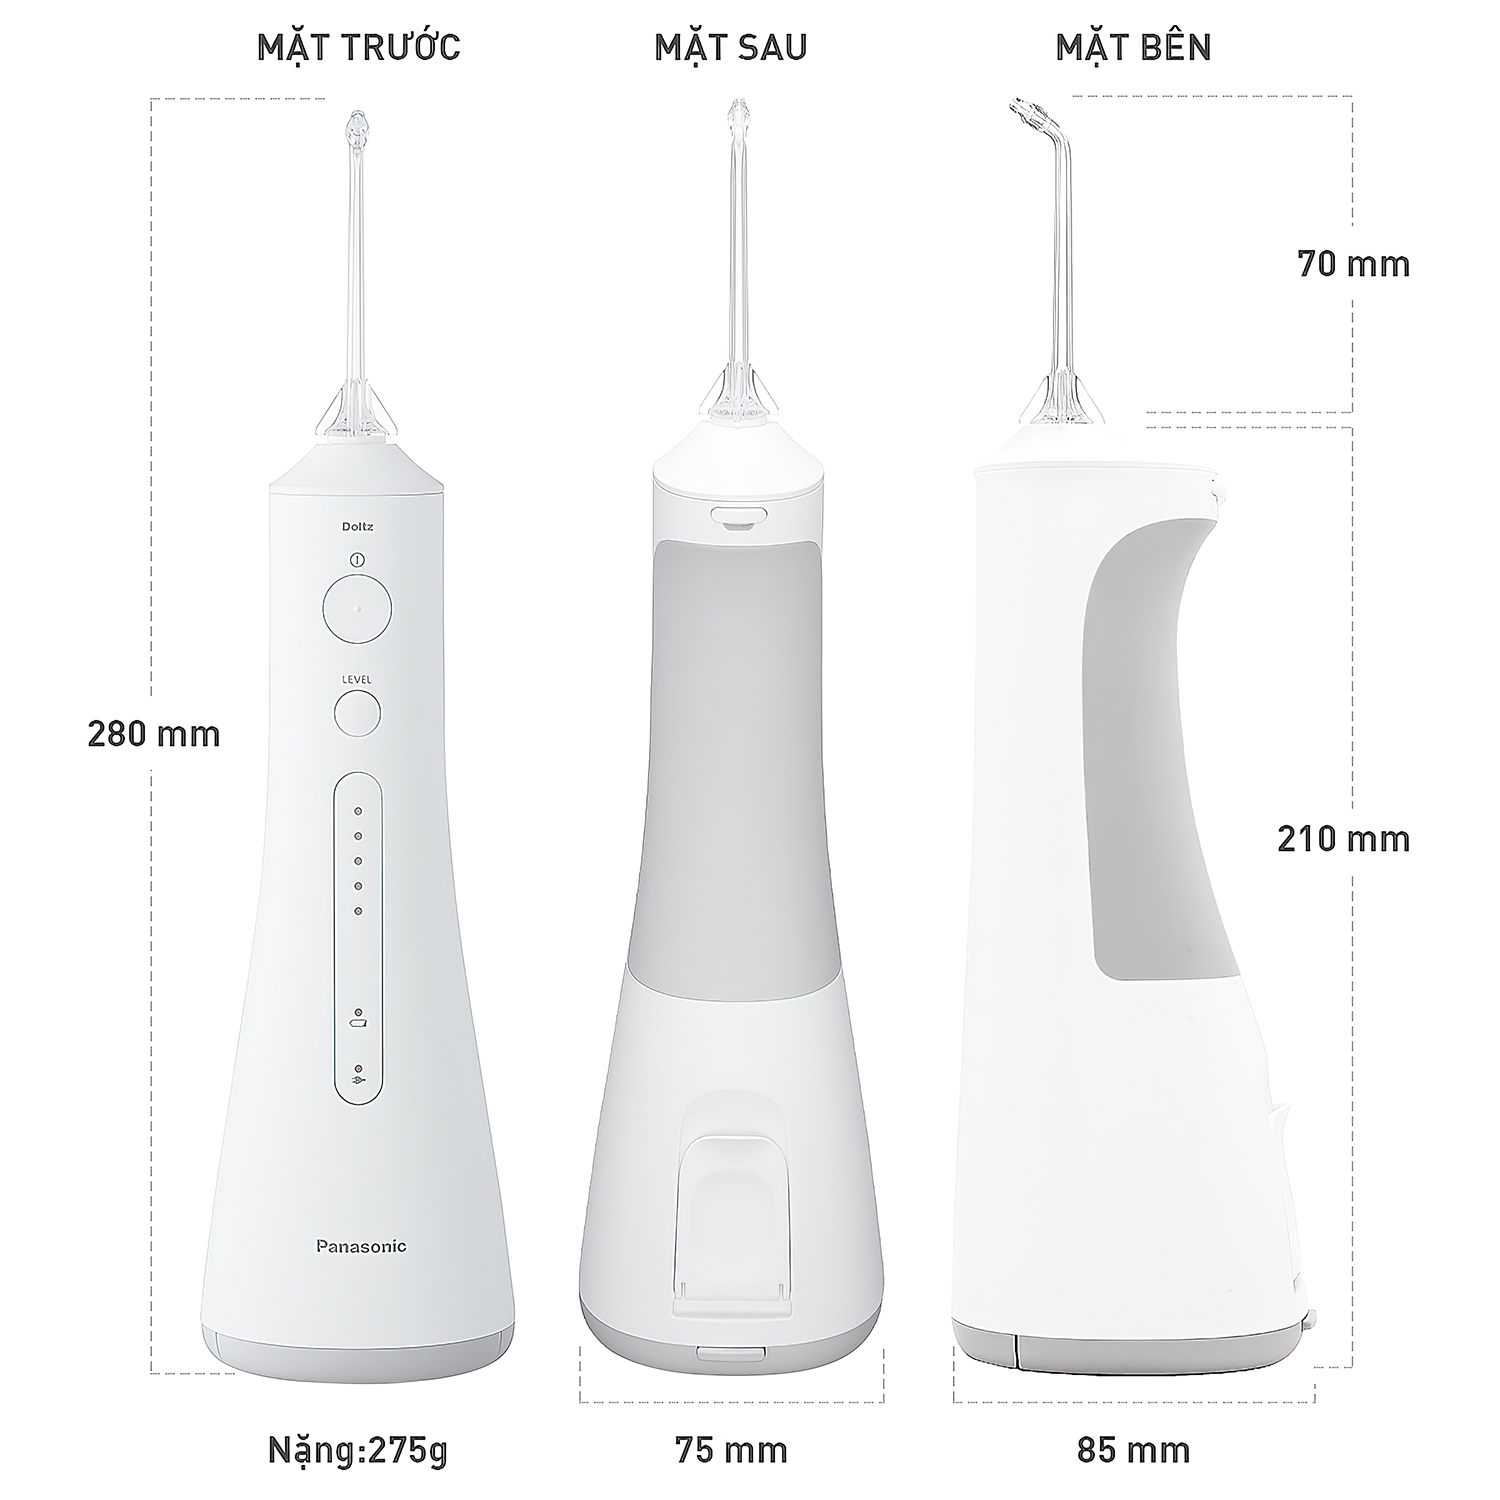 MẶT TRƯỚC
MẶT SAU
MẶT BÊN
70 mm
Doltz
LEVEL
280 mm
210 mm
Panasonic
Nặng:275g
75 mm
85 mm